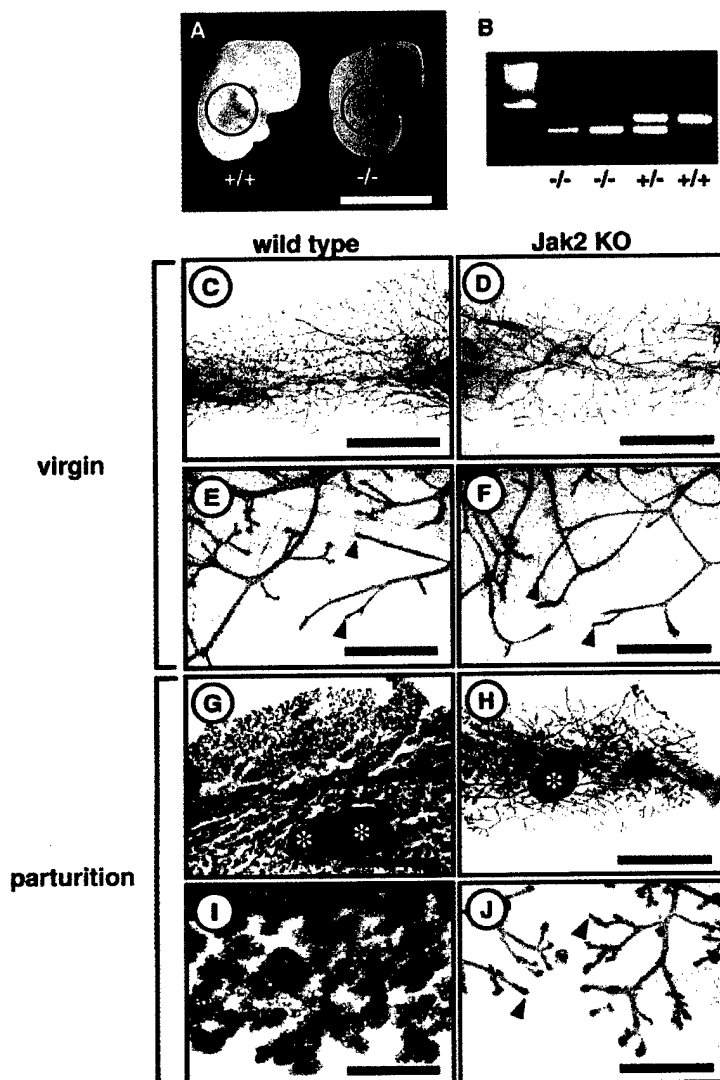 A
B
+/+ -/-
-/- -/- +/- +/+
wild type Jak2 KO
virgin
C
D
E
F
parturition
G
* *
H
*
I
J